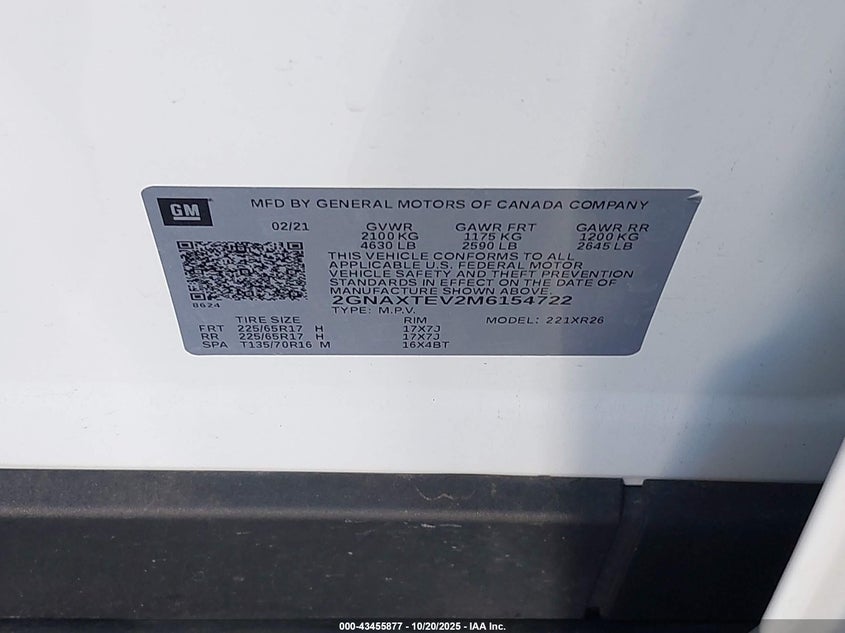 GM
MFD BY GENERAL MOTORS OF CANADA COMPANY
02/21 GVWR GAWR FRT GAWR RR
2100 KG 1175 KG 1200 KG
4630 LB 2590 LB 2645 LB
THIS VEHICLE CONFORMS TO ALL
APPLICABLE U.S. FEDERAL MOTOR
VEHICLE SAFETY AND THEFT PREVENTION
STANDARDS IN EFFECT ON THE DATE OF
MANUFACTURE SHOWN ABOVE.
2GNAXTEV2M6154722
8624
TYPE: M.P.V. MODEL: 221XR26
TIRE SIZE RIM
FRT 225/65R17 H 17X7J
RR 225/65R17 H 17X7J
SPA T135/70R16 M 16X4BT
000-43455877 - 10/20/2025 - IAA Inc.